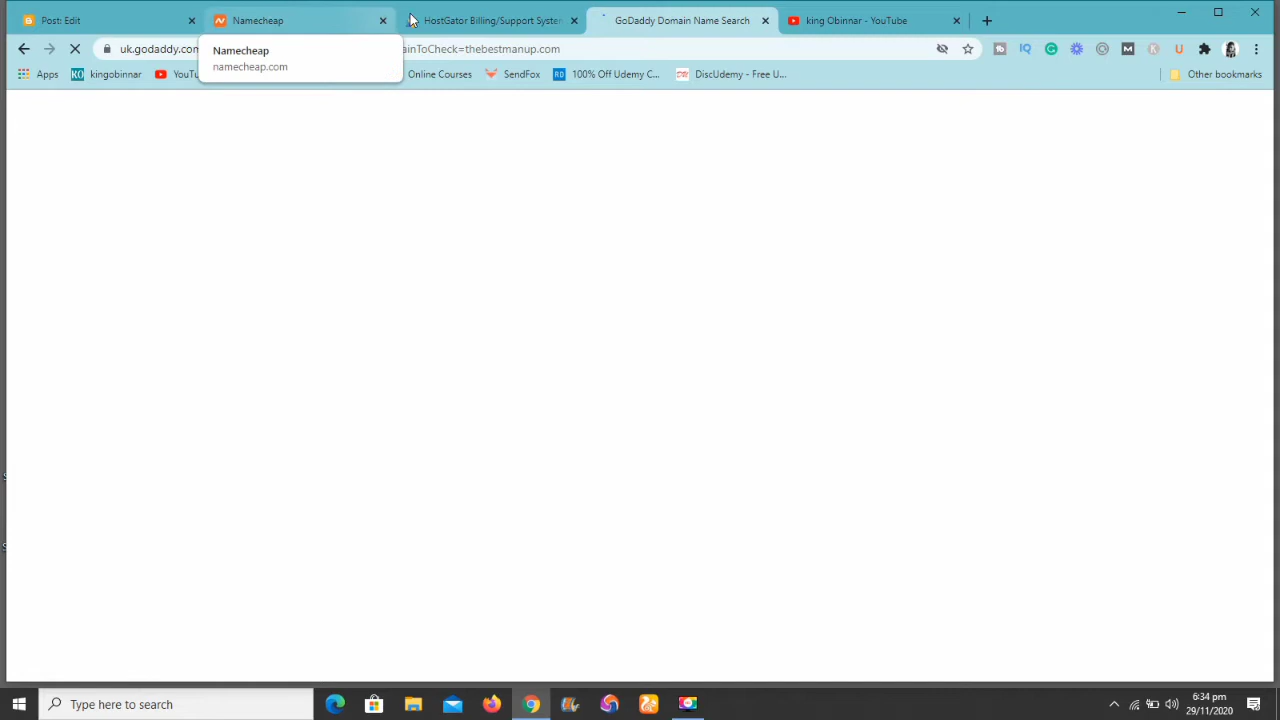 Post: Edit
Namecheap
HostGator Billing/Support System
GoDaddy Domain Name Search
king Obinnar - YouTube
uk.godaddy.com
ainToCheck=thebestmanup.com
Namecheap
namecheap.com
Apps
kingobinnar
YouTu
Online Courses
SendFox
100% Off Udemy C...
DiscUdemy - Free U...
Other bookmarks
Type here to search
6:34 pm
29/11/2020